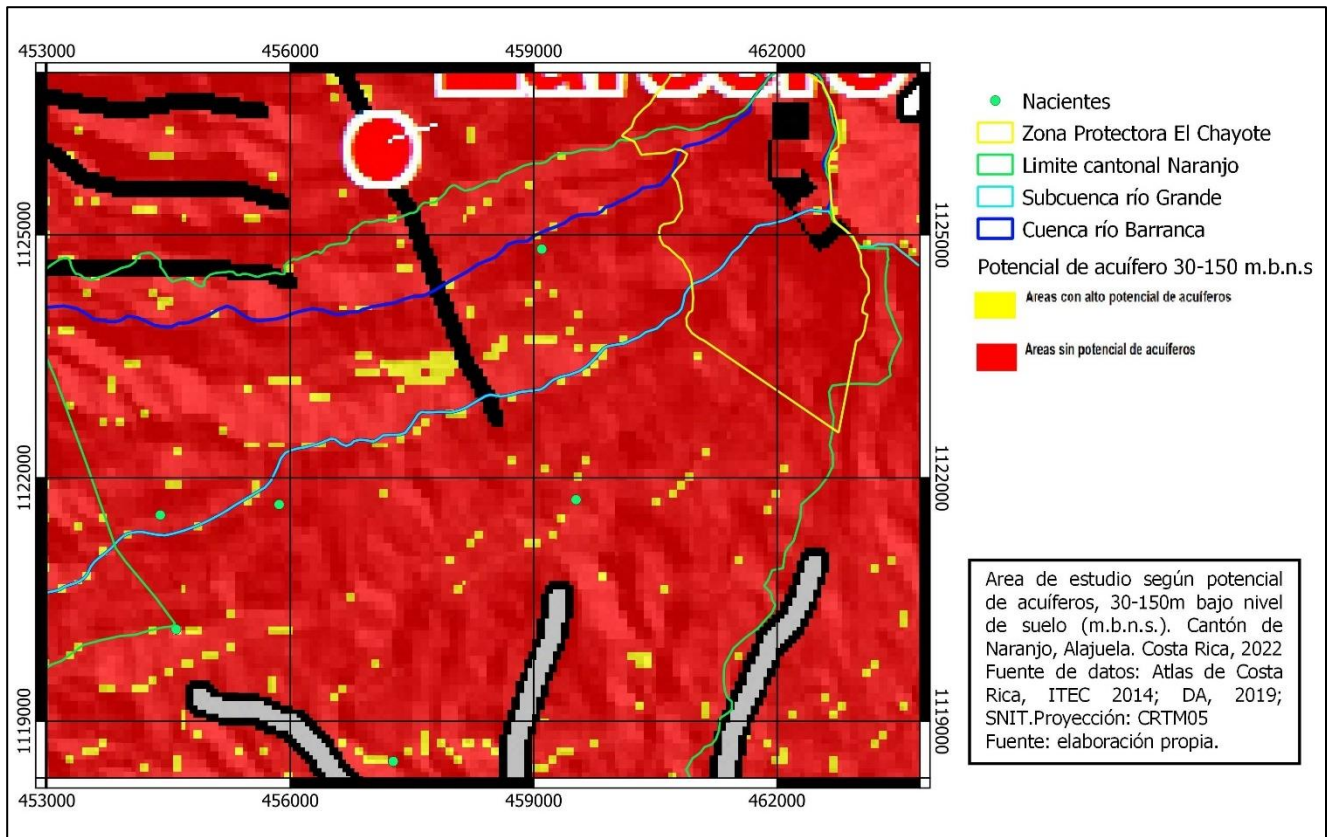 453000 456000 459000 462000
1125000 1125000
1122000 1122000
1119000 1119000
453000 456000 459000 462000
Nacientes
Zona Protectora El Chayote
Limite cantonal Naranjo
Subcuenca río Grande
Cuenca río Barranca
Potencial de acuífero 30-150 m.b.n.s
Areas con alto potencial de acuíferos
Areas sin potencial de acuíferos
Area de estudio según potencial
de acuíferos, 30-150m bajo nivel
de suelo (m.b.n.s.). Cantón de
Naranjo, Alajuela. Costa Rica, 2022
Fuente de datos: Atlas de Costa
Rica, ITEC 2014; DA, 2019;
SNIT.Proyección: CRTM05
Fuente: elaboración propia.